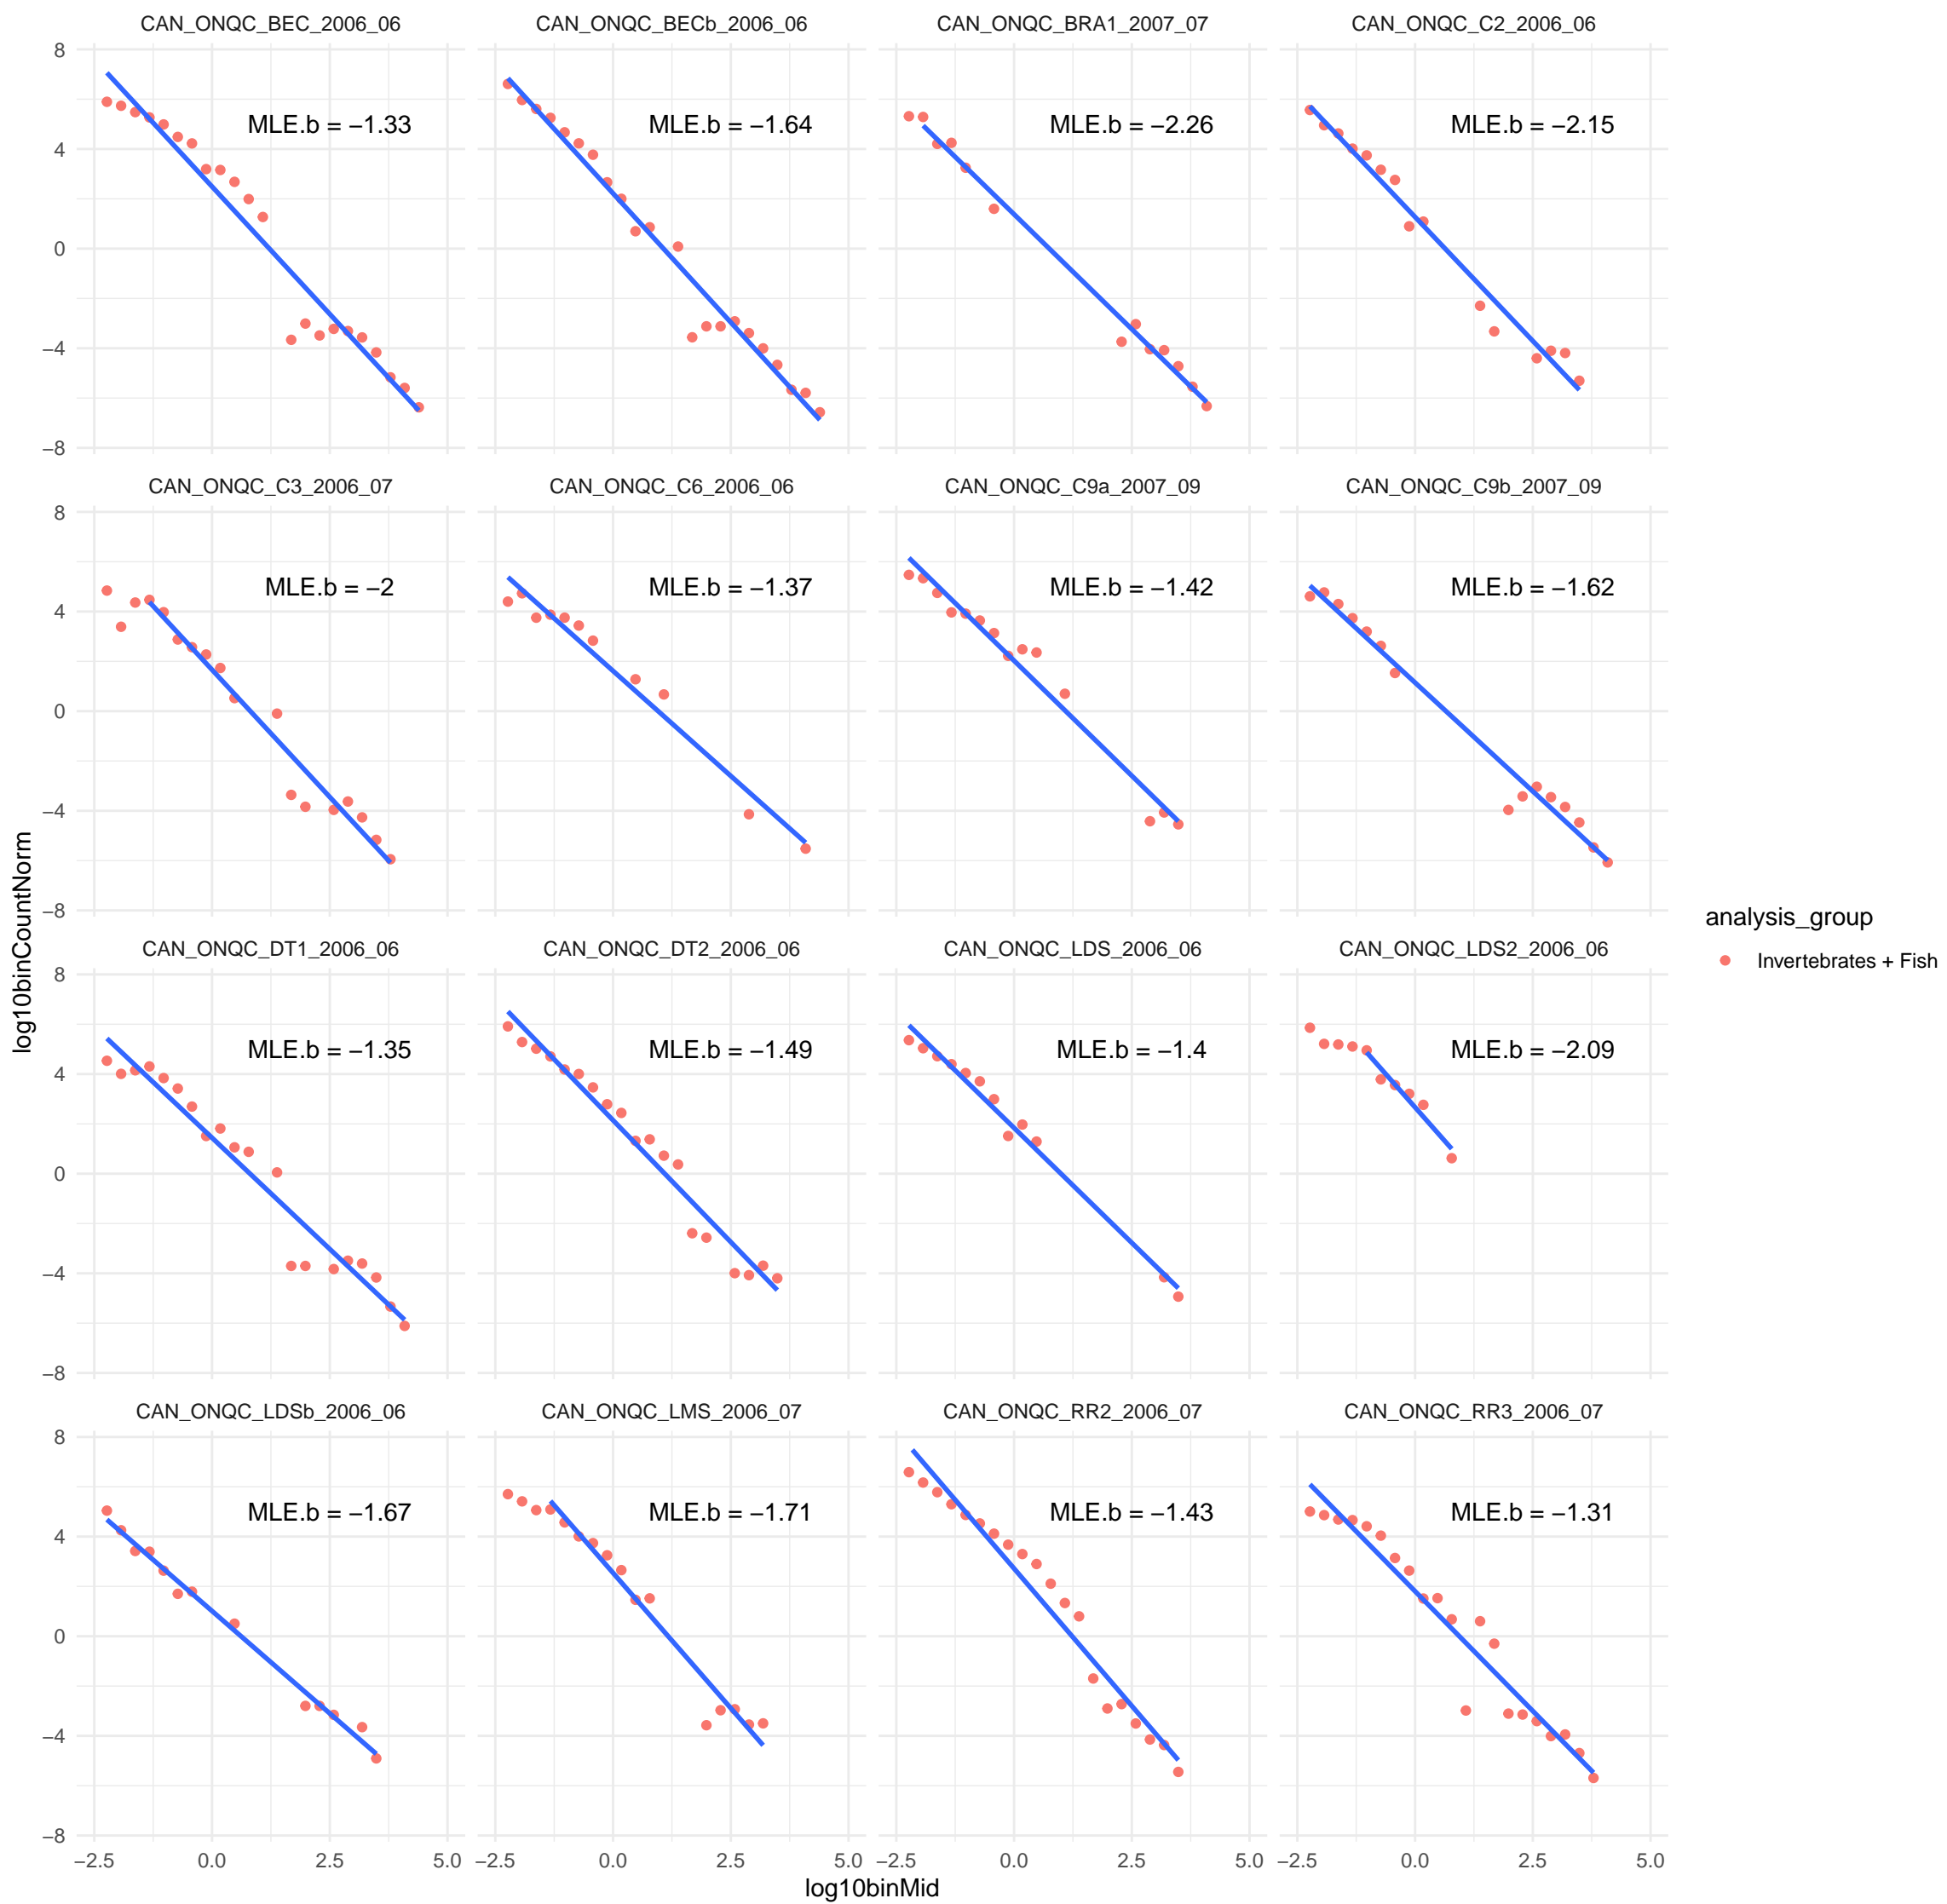 CAN_ONQC_BEC_2006_06 CAN_ONQC_BECb_2006_06 CAN_ONQC_BRA1_2007_07 CAN_ONQC_C2_2006_06
8
MLE.b = −1.33 MLE.b = −1.64 MLE.b = −2.26 MLE.b = −2.15
4
0
−4
−8
CAN_ONQC_C3_2006_07 CAN_ONQC_C6_2006_06 CAN_ONQC_C9a_2007_09 CAN_ONQC_C9b_2007_09
8
MLE.b = −2 MLE.b = −1.37 MLE.b = −1.42 MLE.b = −1.62
4
0
−4
−8
log10binCountNorm
CAN_ONQC_DT1_2006_06 CAN_ONQC_DT2_2006_06 CAN_ONQC_LDS_2006_06 CAN_ONQC_LDS2_2006_06
8
MLE.b = −1.35 MLE.b = −1.49 MLE.b = −1.4 MLE.b = −2.09
4
0
−4
−8
analysis_group
Invertebrates + Fish
CAN_ONQC_LDSb_2006_06 CAN_ONQC_LMS_2006_07 CAN_ONQC_RR2_2006_07 CAN_ONQC_RR3_2006_07
8
MLE.b = −1.67 MLE.b = −1.71 MLE.b = −1.43 MLE.b = −1.31
4
0
−4
−8
−2.5 0.0 2.5 5.0 −2.5 0.0 2.5 5.0 −2.5 0.0 2.5 5.0 −2.5 0.0 2.5 5.0
log10binMid